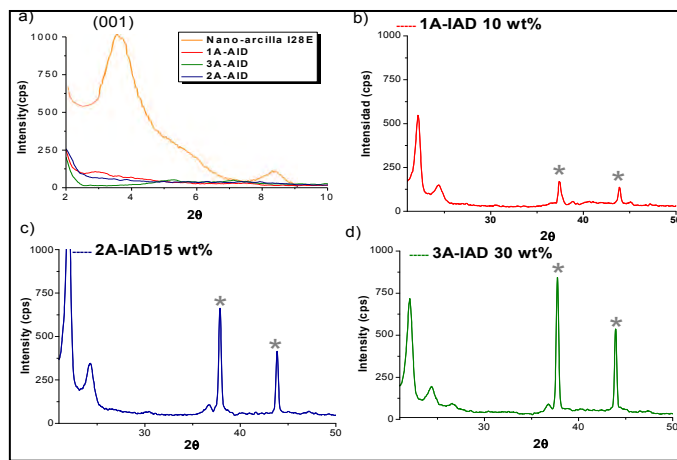 a)
(001)
Nano-arcilla I28E
1A-AID
3A-AID
2A-AID
Intensity(cps)
1000
750
500
250
0
2 4 6 8 10
2θ
b)
1A-IAD 10 wt%
Intensidad (cps)
1000
750
500
250
0
*
*
30 40 50
2θ
c)
2A-IAD15 wt%
Intensity (cps)
1000
750
500
250
0
*
*
30 40 50
2θ
d)
3A-IAD 30 wt%
Intensity (cps)
1000
750
500
250
0
*
*
30 40 50
2θ